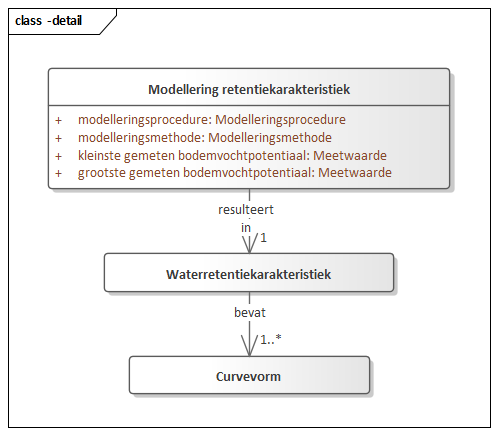 class -detail
Modellering retentiekarakteristiek
+ modelleringsprocedure: Modelleringsprocedure
+ modelleringsmethode: Modelleringsmethode
+ kleinste gemeten bodemvochtpotentiaal: Meetwaarde
+ grootste gemeten bodemvochtpotentiaal: Meetwaarde
resulteert
in
1
Waterretentiekarakteristiek
bevat
1..*
Curvevorm